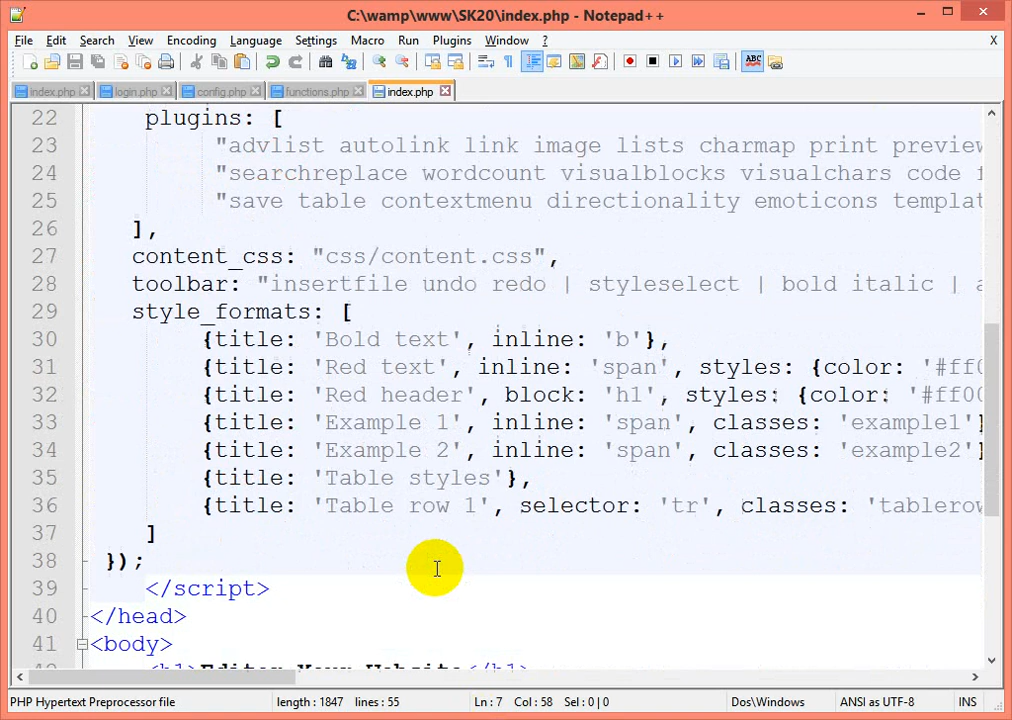 C:\wamp\www\SK20\index.php - Notepad++
File Edit Search View Encoding Language Settings Macro Run Plugins Window ? X
index.php login.php config.php functions.php index.php
22 plugins: [
23 "advlist autolink link image lists charmap print preview
24 "searchreplace wordcount visualblocks visualchars code
25 "save table contextmenu directionality emoticons templat
26 ],
27 content_css: "css/content.css",
28 toolbar: "insertfile undo redo | styleselect | bold italic | a
29 style_formats: [
30 {title: 'Bold text', inline: 'b'},
31 {title: 'Red text', inline: 'span', styles: {color: '#ff0
32 {title: 'Red header', block: 'h1', styles: {color: '#ff00
33 {title: 'Example 1', inline: 'span', classes: 'example1'}
34 {title: 'Example 2', inline: 'span', classes: 'example2'}
35 {title: 'Table styles'},
36 {title: 'Table row 1', selector: 'tr', classes: 'tablerow
37 ]
38 });
39 </script>
40 </head>
41 <body>
PHP Hypertext Preprocessor file length : 1847 lines : 55 Ln : 7 Col : 58 Sel : 0 | 0 Dos\Windows ANSI as UTF-8 INS